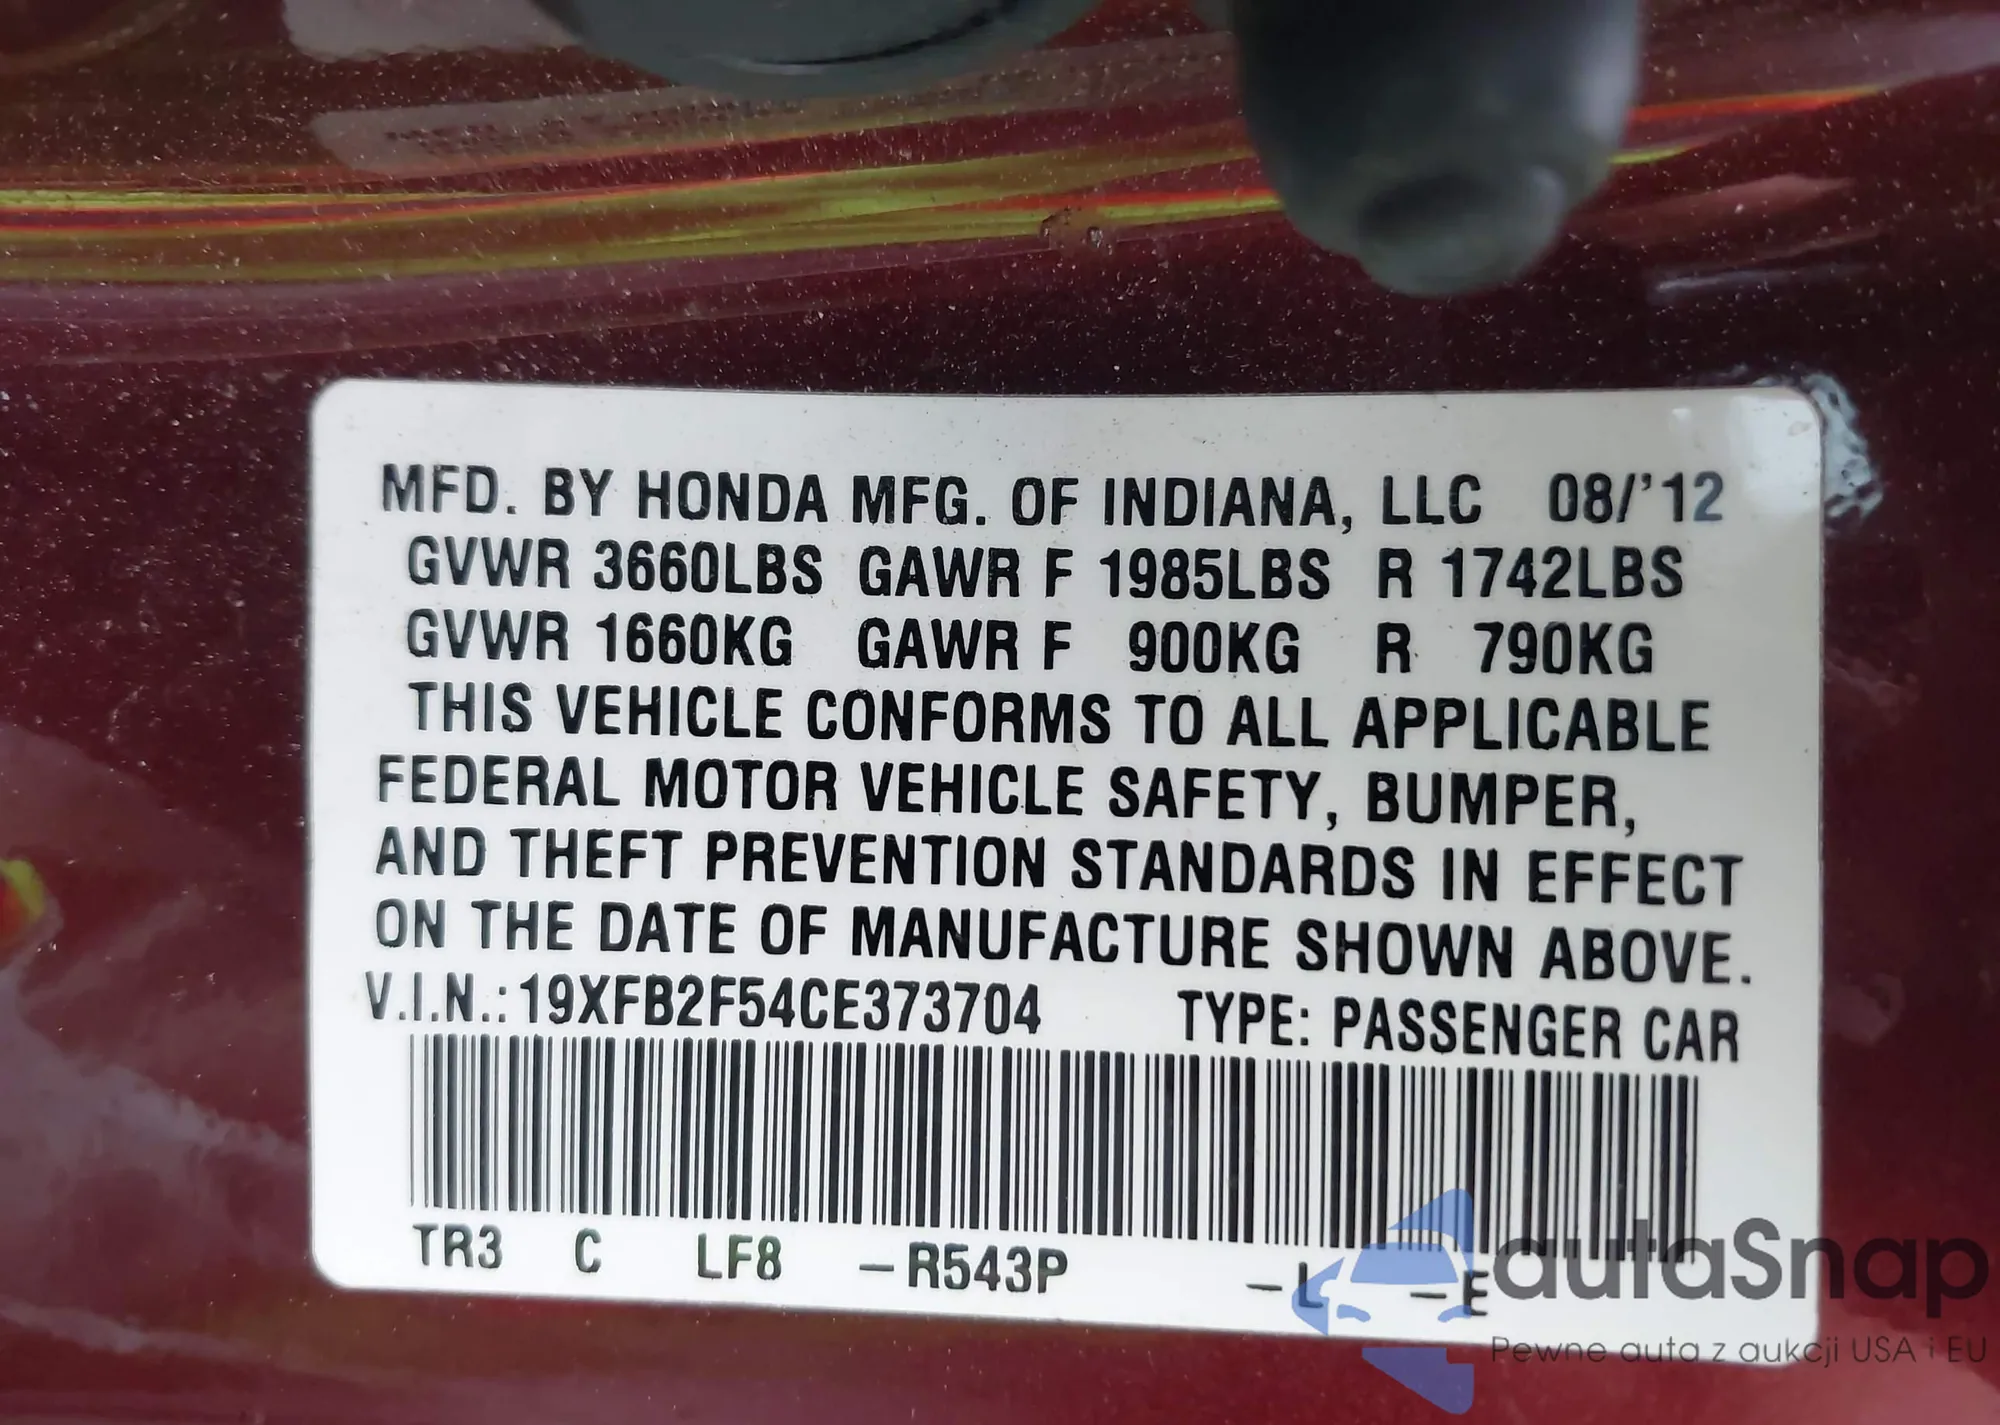 MFD. BY HONDA MFG. OF INDIANA, LLC 08/'12
GVWR 3660LBS GAWR F 1985LBS R 1742LBS
GVWR 1660KG GAWR F 900KG R 790KG
THIS VEHICLE CONFORMS TO ALL APPLICABLE
FEDERAL MOTOR VEHICLE SAFETY, BUMPER,
AND THEFT PREVENTION STANDARDS IN EFFECT
ON THE DATE OF MANUFACTURE SHOWN ABOVE.
V.I.N.: 19XFB2F54CE373704 TYPE: PASSENGER CAR
TR3 C LF8 –R543P –L –E
autaSnap
Pewne auta z aukcji USA i EU